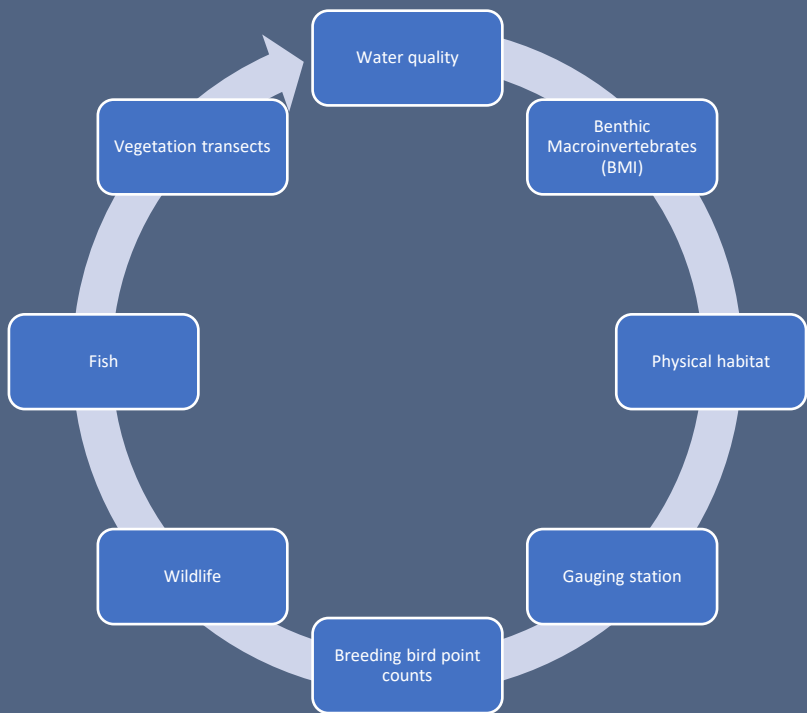 Water quality
Benthic
Macroinvertebrates
(BMI)
Physical habitat
Gauging station
Breeding bird point
counts
Wildlife
Fish
Vegetation transects